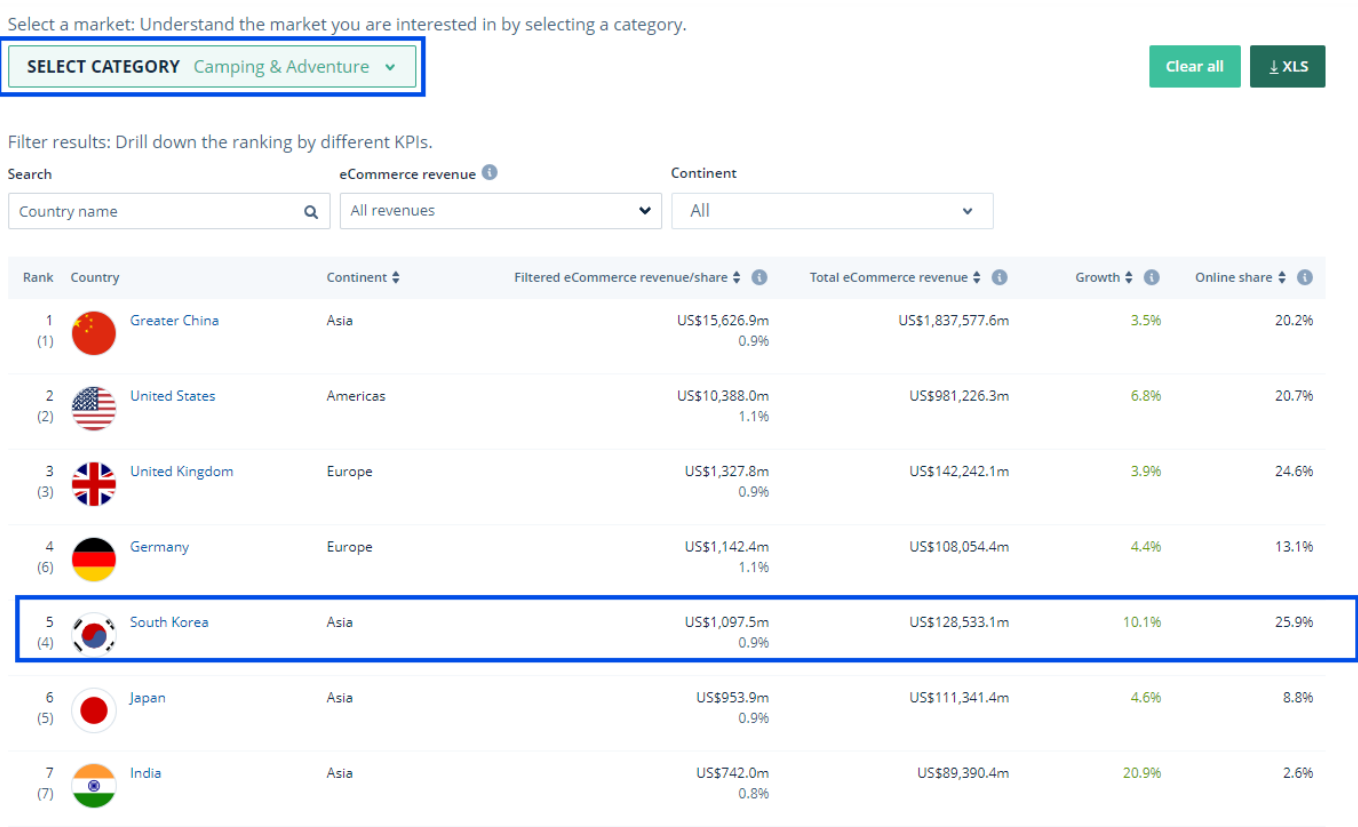 Select a market: Understand the market you are interested in by selecting a category.
SELECT CATEGORY Camping & Adventure
Clear all
XLS
Filter results: Drill down the ranking by different KPIs.
Search eCommerce revenue Continent
Country name All revenues All
Rank Country Continent Filtered eCommerce revenue/share Total eCommerce revenue Growth Online share
1 Greater China Asia US$15,626.9m US$1,837,577.6m 3.5% 20.2%
(1) 0.9%
2 United States Americas US$10,388.0m US$981,226.3m 6.8% 20.7%
(2) 1.1%
3 United Kingdom Europe US$1,327.8m US$142,242.1m 3.9% 24.6%
(3) 0.9%
4 Germany Europe US$1,142.4m US$108,054.4m 4.4% 13.1%
(6) 1.1%
5 South Korea Asia US$1,097.5m US$128,533.1m 10.1% 25.9%
(4) 0.9%
6 Japan Asia US$953.9m US$111,341.4m 4.6% 8.8%
(5) 0.9%
7 India Asia US$742.0m US$89,390.4m 20.9% 2.6%
(7) 0.8%